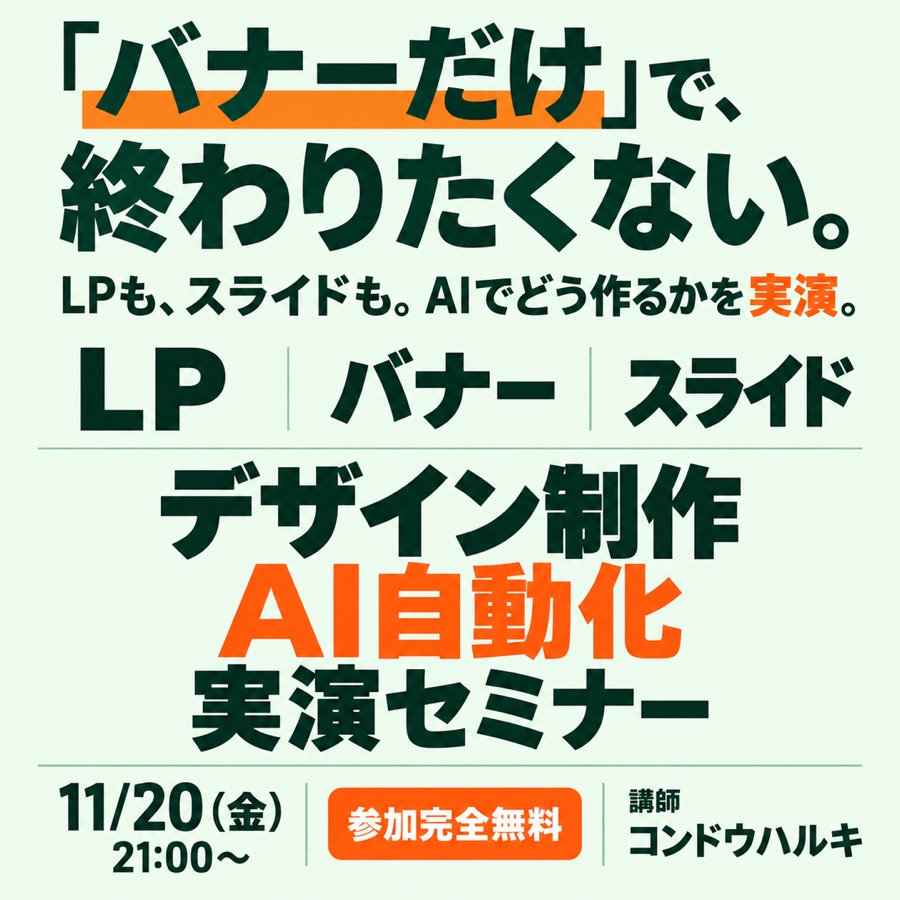 「バナーだけ」で、
終わりたくない。
LPも、スライドも。AIでどう作るかを実演。
LP
バナー
スライド
デザイン制作
AI自動化
実演セミナー
11/20(金)
21:00〜
参加完全無料
講師
コンドウハルキ